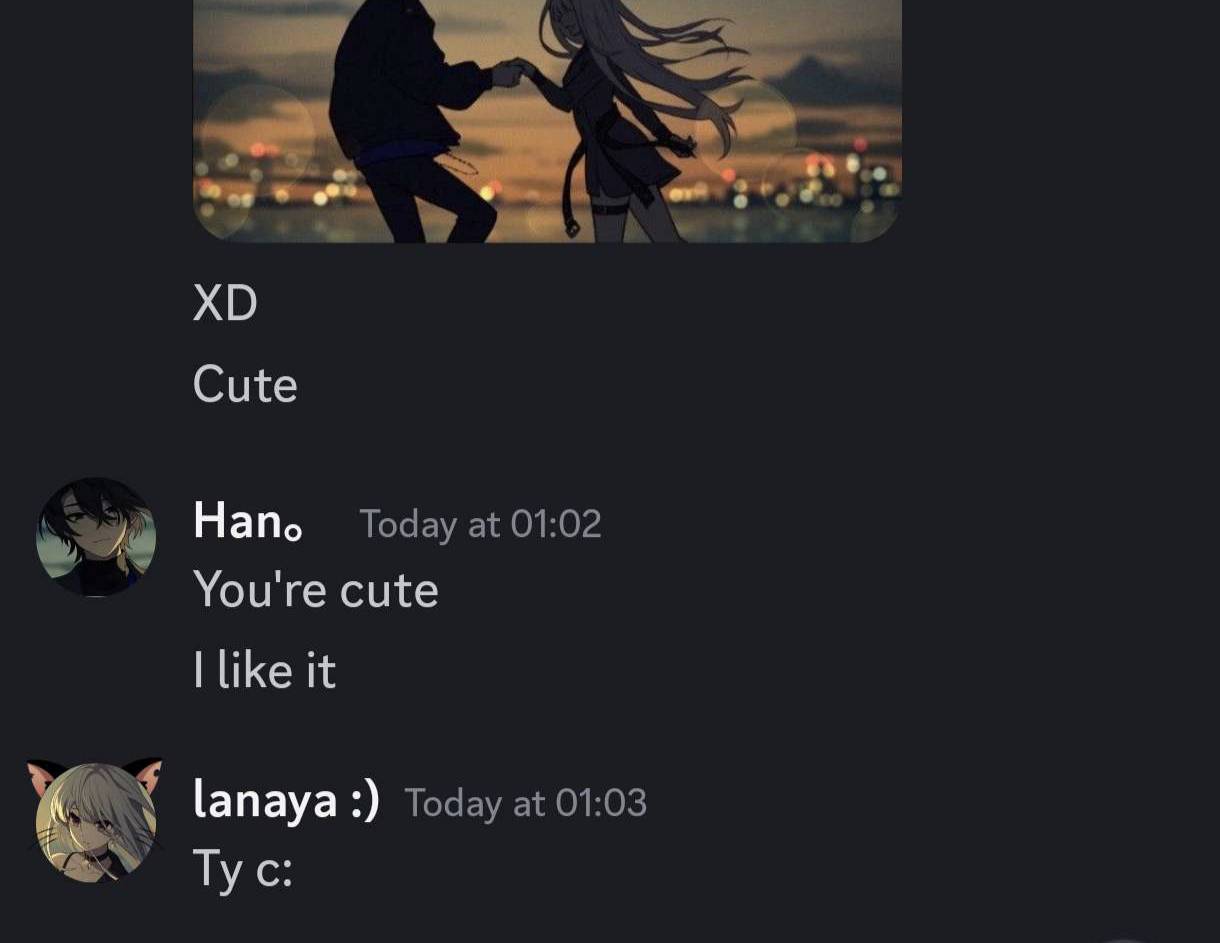 XD
Cute
Han。 Today at 01:02
You're cute
I like it
lanaya :) Today at 01:03
Ty c: